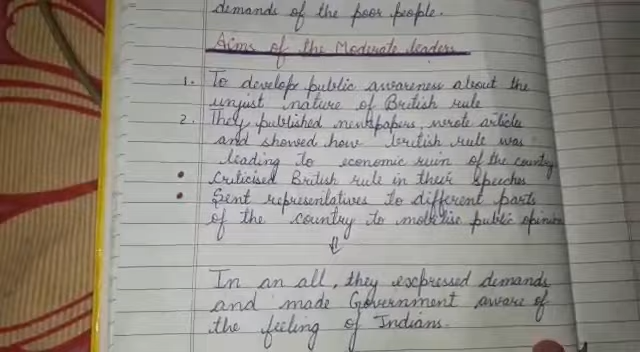 demands of the poor people.
Aims of the Moderate leaders
1. To develop public awareness about the
unjust nature of British rule
2. They published newspapers, wrote article
and showed how british rule was
leading to economic ruin of the country
• Criticised British rule in their speeches
• Sent representatives to different parts
of the country to mobilise public opinion
⇓
In an all, they expressed demands
and made Government aware of
the feeling of Indians.